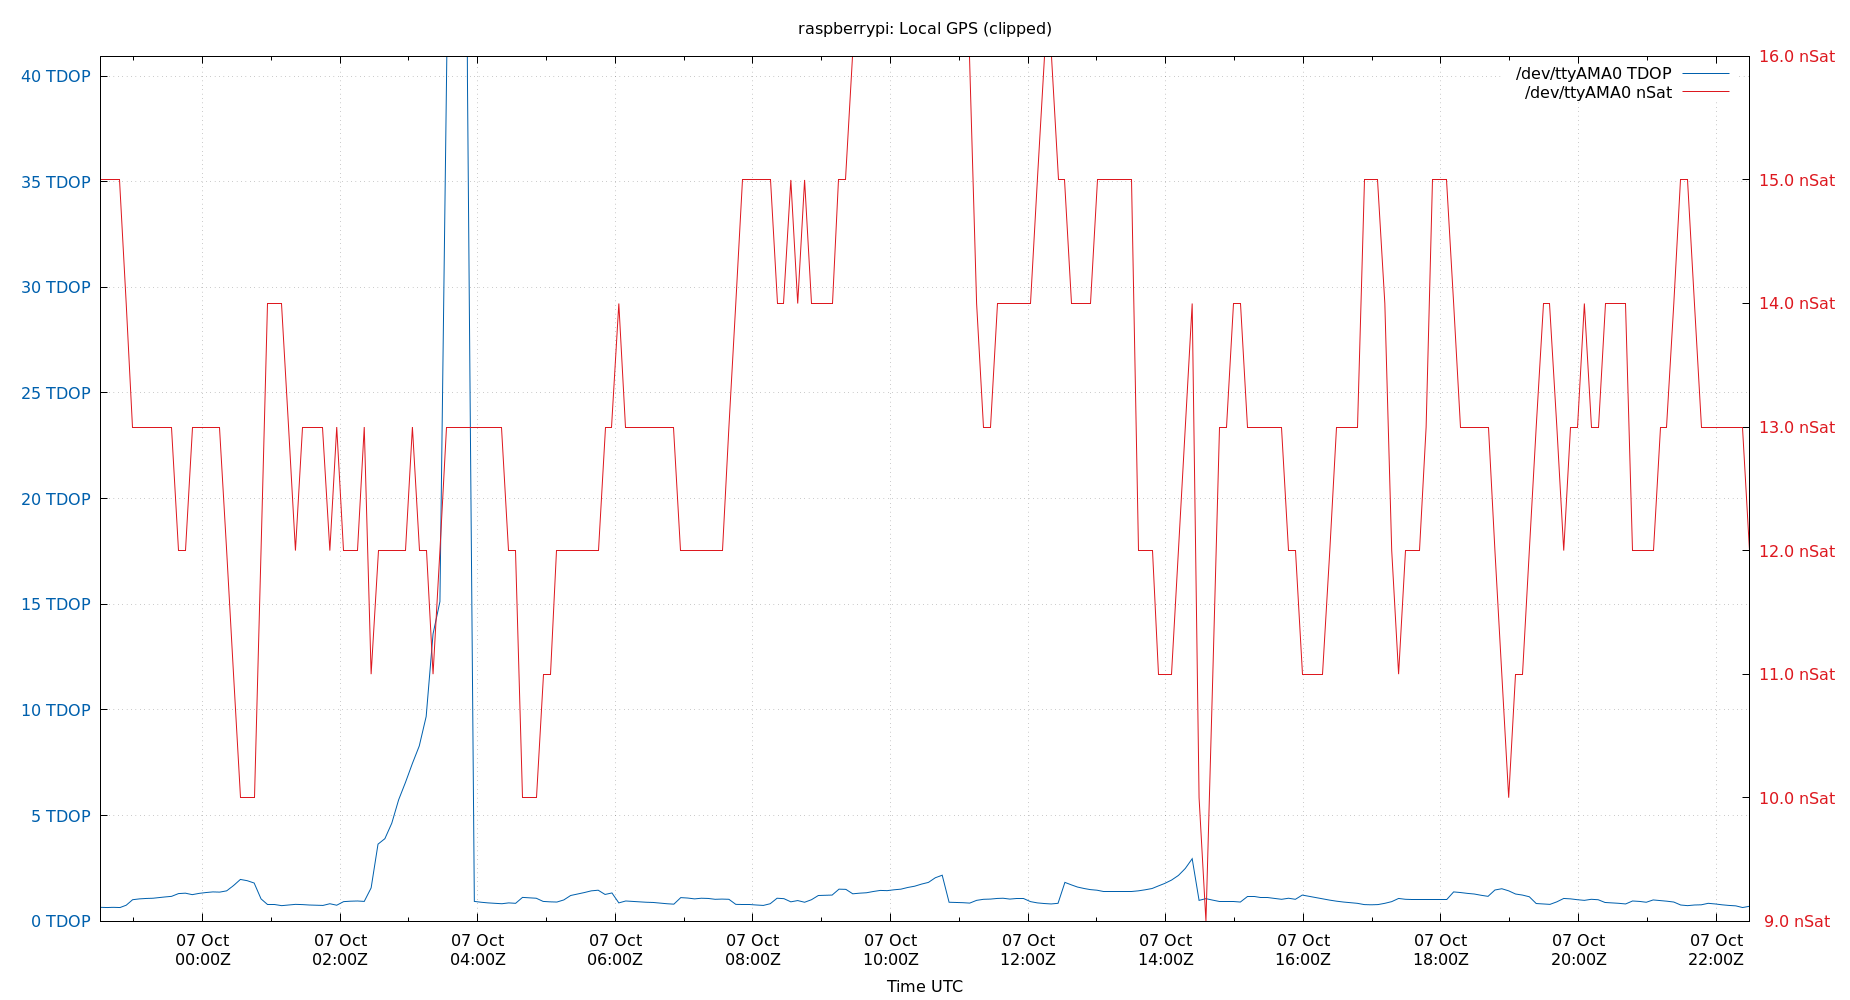 raspberrypi: Local GPS (clipped)
/dev/ttyAMA0 TDOP
/dev/ttyAMA0 nSat
40 TDOP
35 TDOP
30 TDOP
25 TDOP
20 TDOP
15 TDOP
10 TDOP
5 TDOP
0 TDOP
16.0 nSat
15.0 nSat
14.0 nSat
13.0 nSat
12.0 nSat
11.0 nSat
10.0 nSat
9.0 nSat
07 Oct
00:00Z
07 Oct
02:00Z
07 Oct
04:00Z
07 Oct
06:00Z
07 Oct
08:00Z
07 Oct
10:00Z
07 Oct
12:00Z
07 Oct
14:00Z
07 Oct
16:00Z
07 Oct
18:00Z
07 Oct
20:00Z
07 Oct
22:00Z
Time UTC